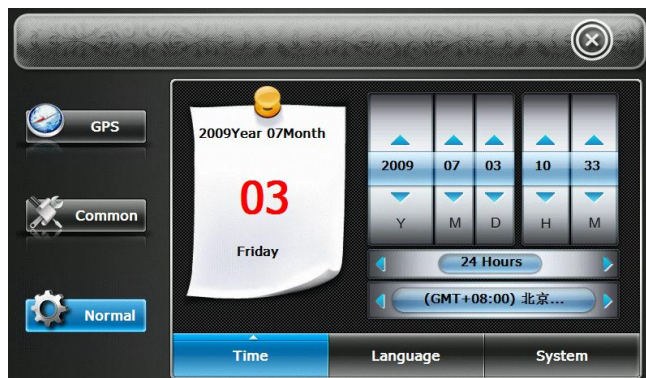 GPS
Common
Normal
2009Year 07Month
03
Friday
2009 07 03 10 33
Y M D H M
24 Hours
(GMT+08:00) 北京...
Time Language System